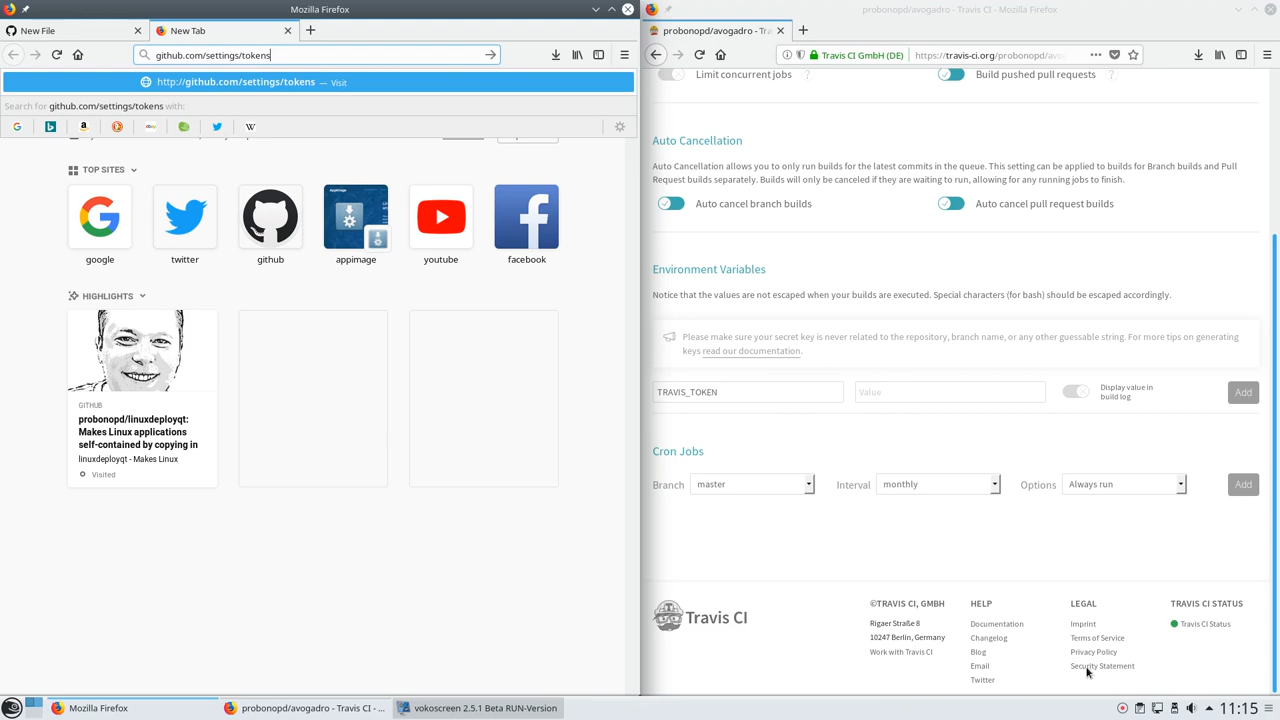 Mozilla Firefox
New File
New Tab
github.com/settings/tokens
http://github.com/settings/tokens — Visit
Search for github.com/settings/tokens with:
TOP SITES
google
twitter
github
appimage
youtube
facebook
HIGHLIGHTS
GITHUB
probonopd/linuxdeployqt:
Makes Linux applications
self-contained by copying in
linuxdeployqt - Makes Linux
Visited
probonopd/avogadro - Travis CI - Mozilla Firefox
probonopd/avogadro - Tra
Travis CI GmbH (DE)
https://travis-ci.org/probonopd/avo
Limit concurrent jobs ?
Build pushed pull requests ?
Auto Cancellation
Auto Cancellation allows you to only run builds for the latest commits in the queue. This setting can be applied to builds for Branch builds and Pull
Request builds separately. Builds will only be canceled if they are waiting to run, allowing for any running jobs to finish.
Auto cancel branch builds
Auto cancel pull request builds
Environment Variables
Notice that the values are not escaped when your builds are executed. Special characters (for bash) should be escaped accordingly.
Please make sure your secret key is never related to the repository, branch name, or any other guessable string. For more tips on generating
keys read our documentation.
TRAVIS_TOKEN
Value
Display value in
build log
Add
Cron Jobs
Branch master
Interval monthly
Options Always run
Add
Travis CI
©TRAVIS CI, GMBH
Rigaer Straße 8
10247 Berlin, Germany
Work with Travis CI
HELP
Documentation
Changelog
Blog
Email
Twitter
LEGAL
Imprint
Terms of Service
Privacy Policy
Security Statement
TRAVIS CI STATUS
Travis CI Status
Mozilla Firefox
probonopd/avogadro - Travis CI - ...
vokoscreen 2.5.1 Beta RUN-Version
11:15